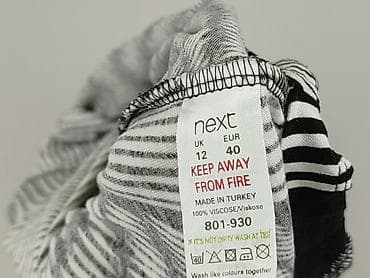 next
UK EUR
12 40
KEEP AWAY
FROM FIRE
MADE IN TURKEY
100% VISCOSE/Viskose
801-930
IF IT'S NOT DIRTY WASH AT 30°
Wash like colours together